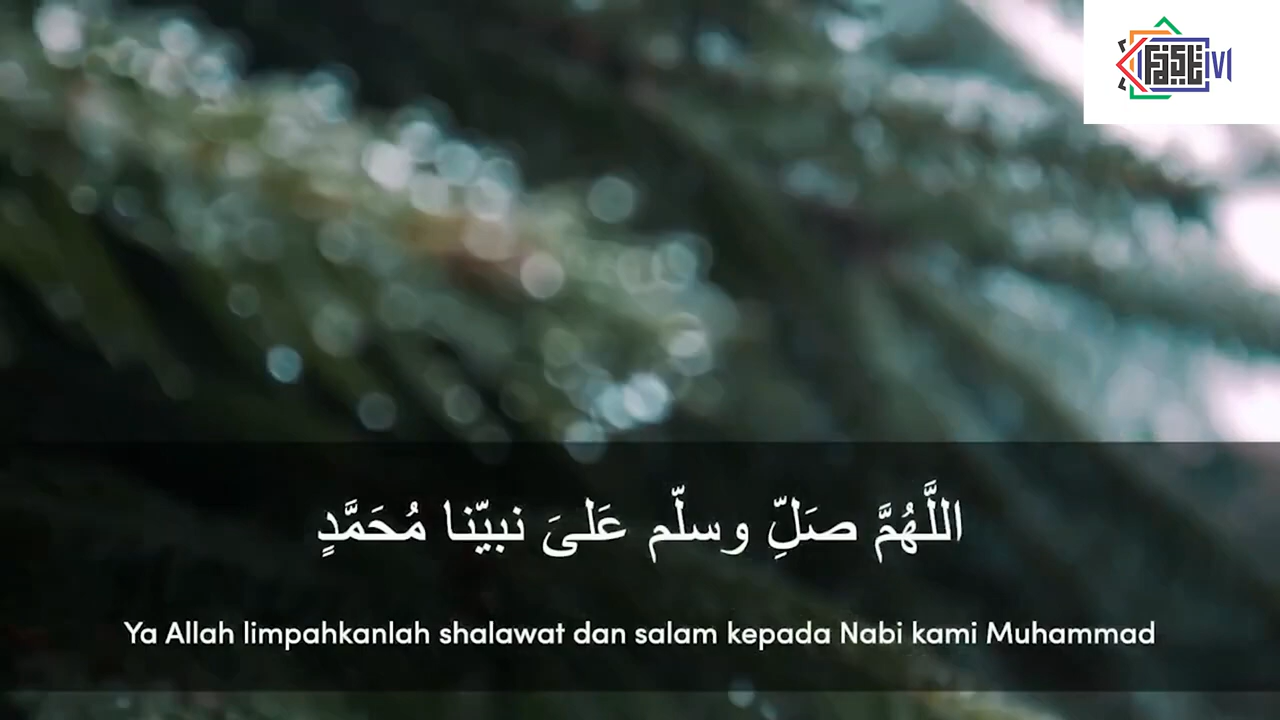 اللَّهُمَّ صَلِّ وسلّم عَلىَ نبيّنا مُحَمَّدٍ
Ya Allah limpahkanlah shalawat dan salam kepada Nabi kami Muhammad